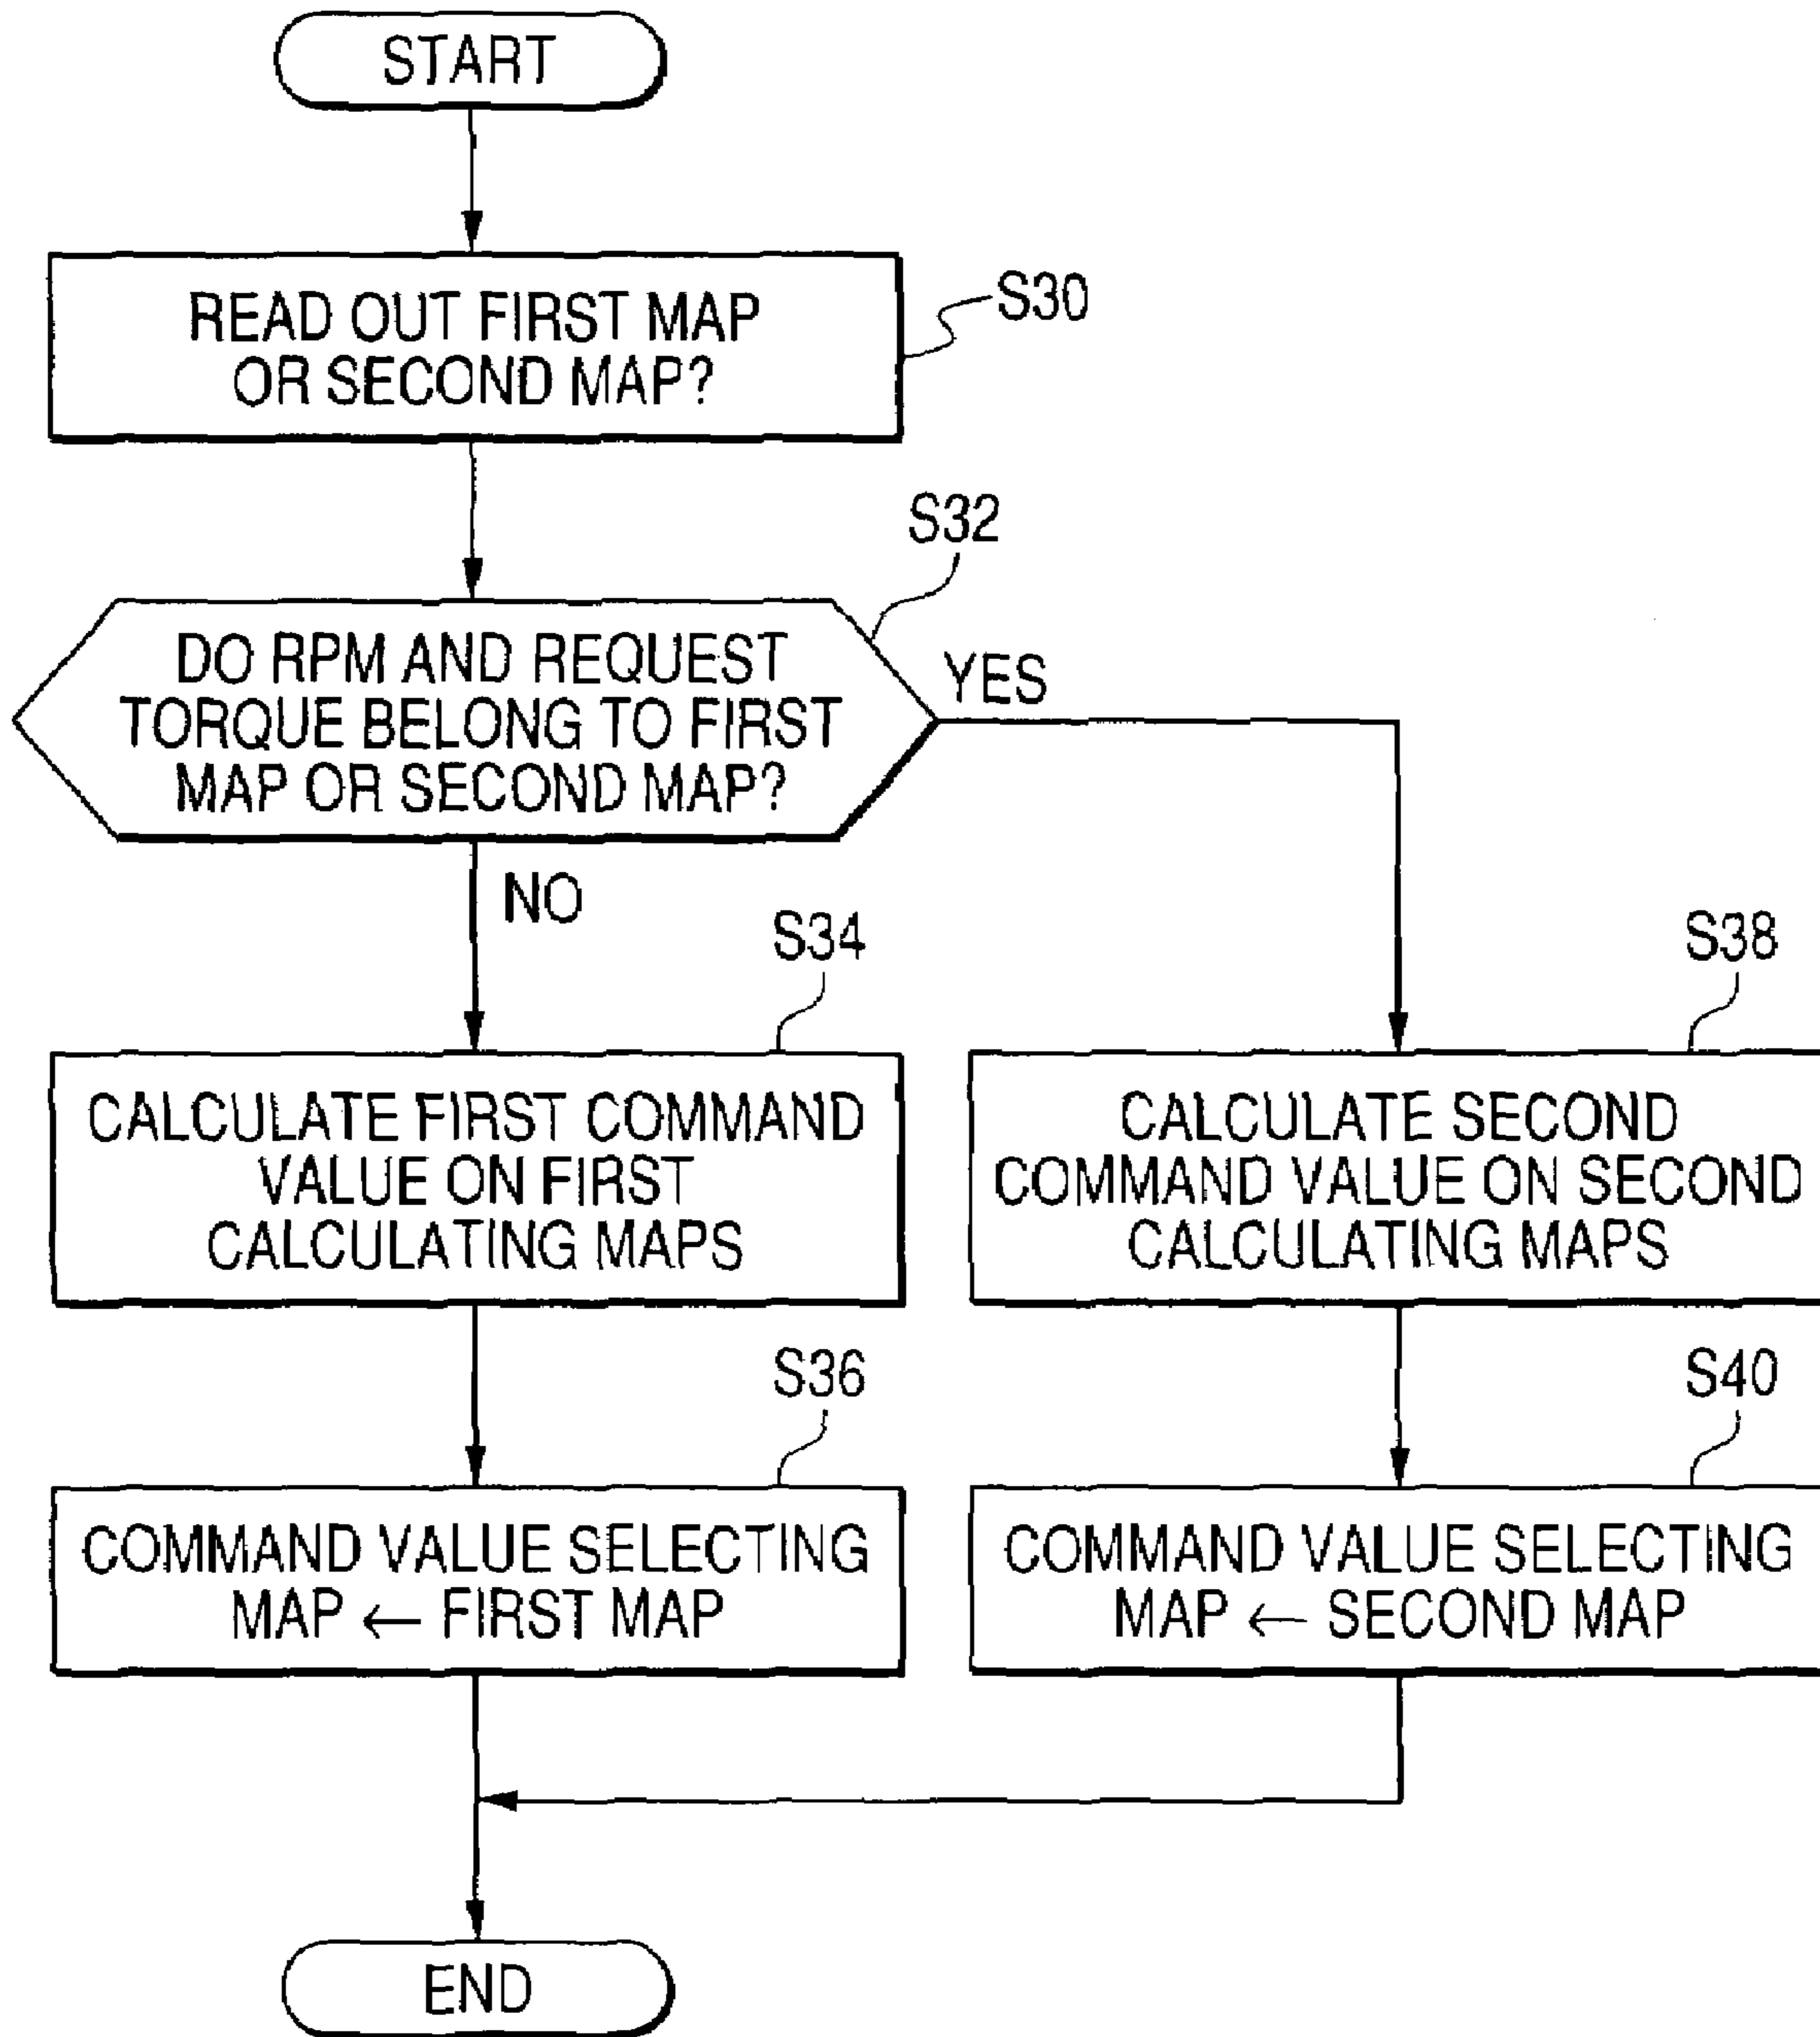 START
READ OUT FIRST MAP
OR SECOND MAP?
S30
S32
DO RPM AND REQUEST
TORQUE BELONG TO FIRST
MAP OR SECOND MAP?
YES
NO
S34
CALCULATE FIRST COMMAND
VALUE ON FIRST
CALCULATING MAPS
S38
CALCULATE SECOND
COMMAND VALUE ON SECOND
CALCULATING MAPS
S36
COMMAND VALUE SELECTING
MAP ← FIRST MAP
S40
COMMAND VALUE SELECTING
MAP ← SECOND MAP
END